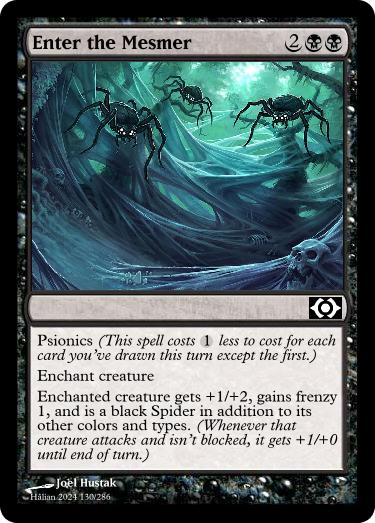 Enter the Mesmer 2
Psionics (This spell costs 1 less to cost for each
card you've drawn this turn except the first.)
Enchant creature
Enchanted creature gets +1/+2, gains frenzy
1, and is a black Spider in addition to its
other colors and types. (Whenever that
creature attacks and isn't blocked, it gets +1/+0
until end of turn.)
Joel Hustak
Hálian 2024 130/286